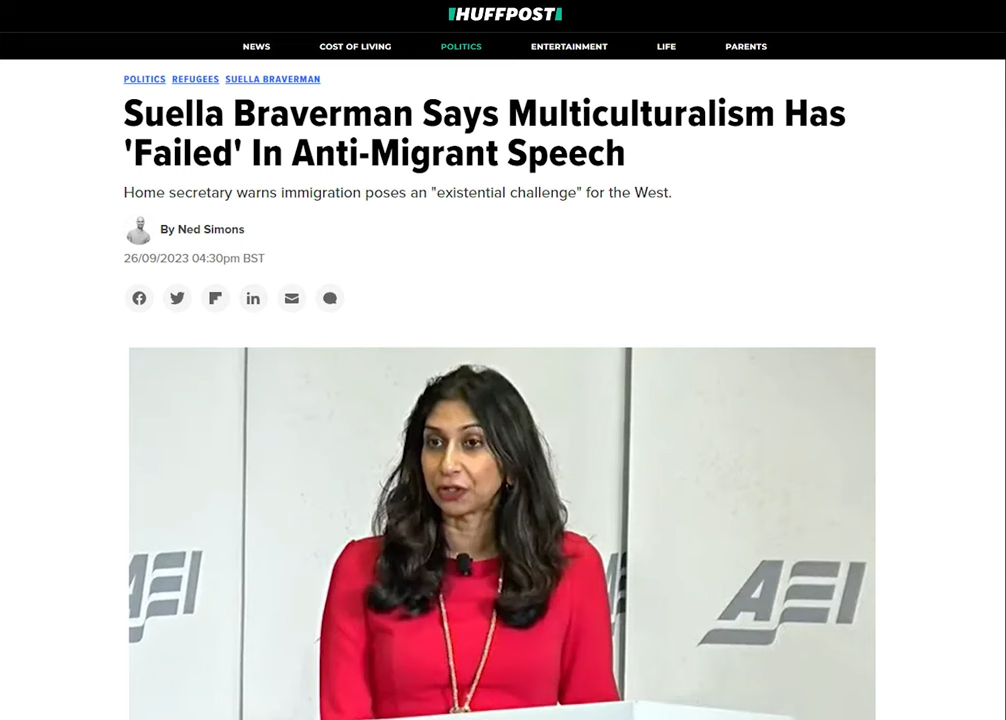 HUFFPOST
NEWS COST OF LIVING POLITICS ENTERTAINMENT LIFE PARENTS
POLITICS REFUGEES SUELLA BRAVERMAN
Suella Braverman Says Multiculturalism Has
'Failed' In Anti-Migrant Speech
Home secretary warns immigration poses an "existential challenge" for the West.
By Ned Simons
26/09/2023 04:30pm BST
AEI
AEI